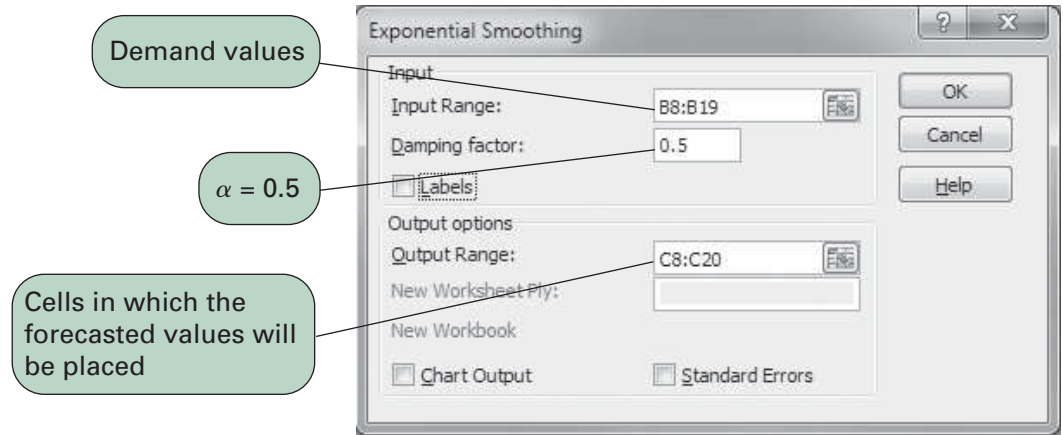 Demand values
α = 0.5
Cells in which the
forecasted values will
be placed
Exponential Smoothing
Input
Input Range:
B8:B19
Damping factor:
0.5
Labels
Output options
Output Range:
C8:C20
New Worksheet Ply:
New Workbook
Chart Output
Standard Errors
?
X
OK
Cancel
Help